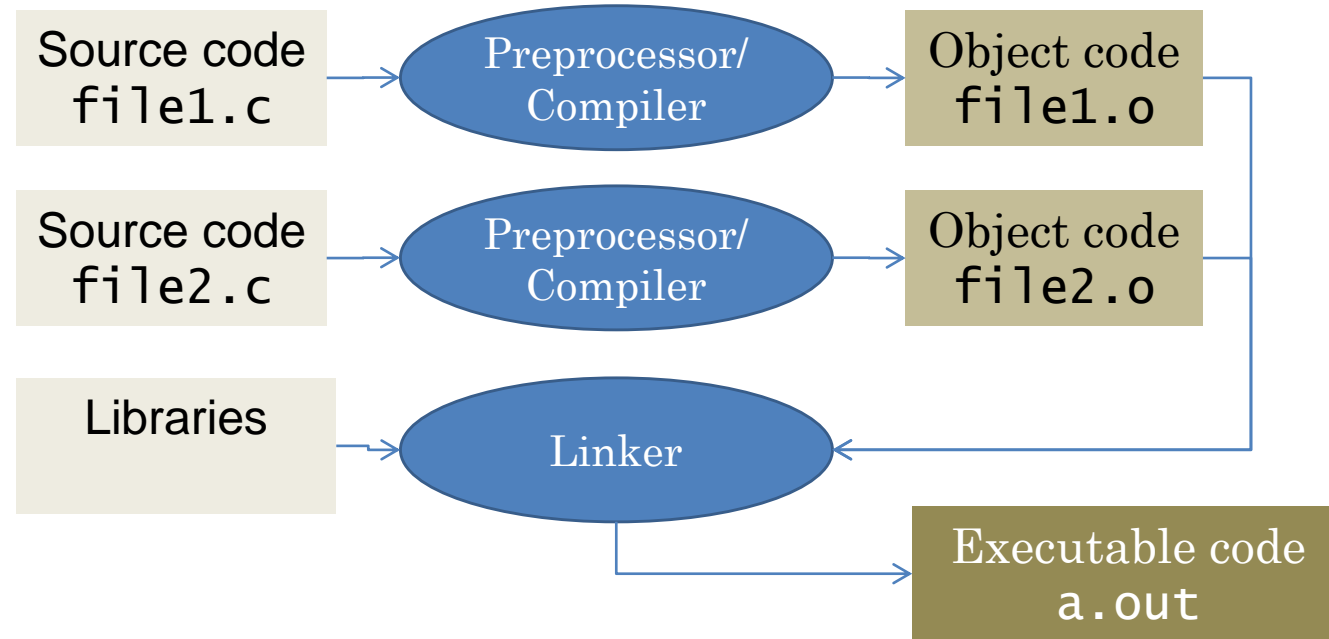 Source code
file1.c
Preprocessor/
Compiler
Object code
file1.o
Source code
file2.c
Preprocessor/
Compiler
Object code
file2.o
Libraries
Linker
Executable code
a.out